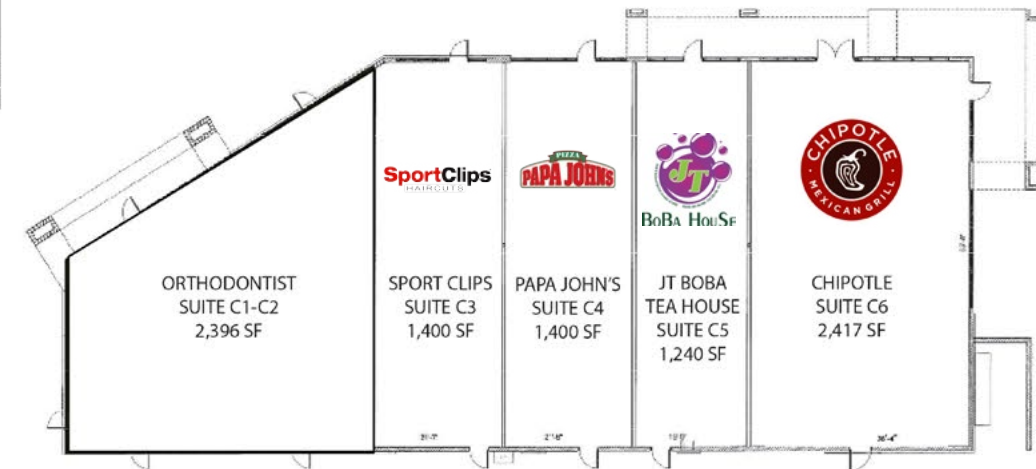 SportClips
HAIRCUTS
PIZZA
PAPA JOHNS
JT
BoBa HouSe
CHIPOTLE
MEXICAN GRILL
ORTHODONTIST
SUITE C1-C2
2,396 SF
SPORT CLIPS
SUITE C3
1,400 SF
PAPA JOHN'S
SUITE C4
1,400 SF
JT BOBA
TEA HOUSE
SUITE C5
1,240 SF
CHIPOTLE
SUITE C6
2,417 SF